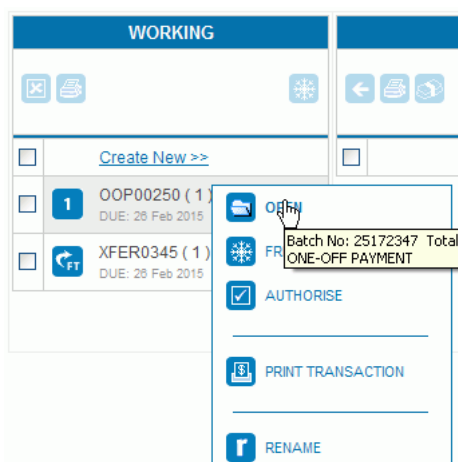 WORKING
Create New >>
1 OOP00250 ( 1 )
DUE: 26 Feb 2015
FT XFER0345 ( 1 )
DUE: 26 Feb 2015
OPEN
Batch No: 25172347 Total
ONE-OFF PAYMENT
AUTHORISE
PRINT TRANSACTION
r RENAME